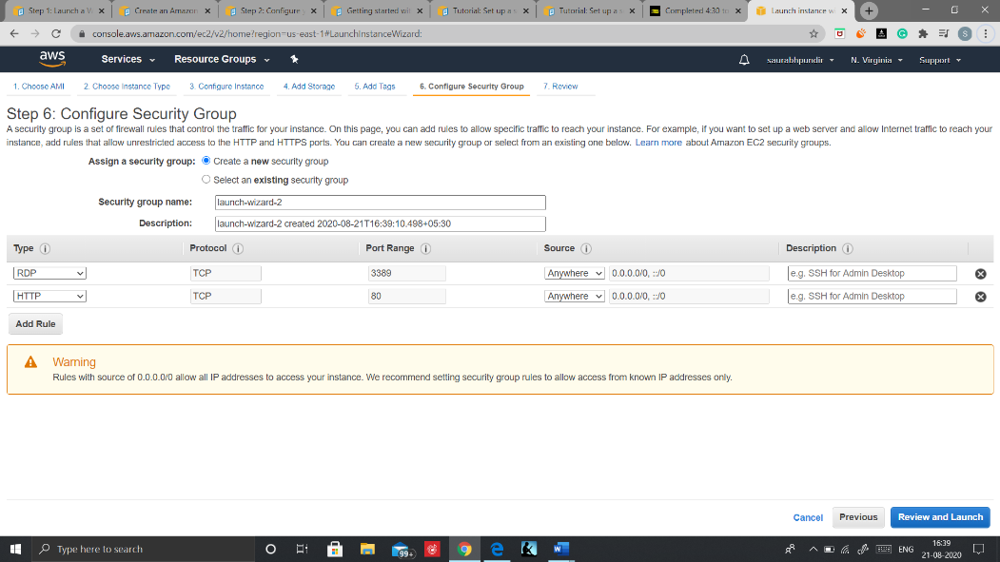 Step 1: Launch a W
Create an Amazon
Step 2: Configure
Getting started wit
Tutorial: Set up a s
Tutorial: Set up a s
Completed 4:30 to
Launch instance wi
console.aws.amazon.com/ec2/v2/home?region=us-east-1#LaunchInstanceWizard:
S
aws
Services
Resource Groups
saurabhpundir
N. Virginia
Support
1. Choose AMI
2. Choose Instance Type
3. Configure Instance
4. Add Storage
5. Add Tags
6. Configure Security Group
7. Review
Step 6: Configure Security Group
A security group is a set of firewall rules that control the traffic for your instance. On this page, you can add rules to allow specific traffic to reach your instance. For example, if you want to set up a web server and allow Internet traffic to reach your
instance, add rules that allow unrestricted access to the HTTP and HTTPS ports. You can create a new security group or select from an existing one below. Learn more about Amazon EC2 security groups.
Assign a security group: Create a new security group
Select an existing security group
Security group name: launch-wizard-2
Description: launch-wizard-2 created 2020-08-21T16:39:10.498+05:30
Type i Protocol i Port Range i Source i Description i
RDP TCP 3389 Anywhere 0.0.0.0/0, ::/0 e.g. SSH for Admin Desktop
HTTP TCP 80 Anywhere 0.0.0.0/0, ::/0 e.g. SSH for Admin Desktop
Add Rule
Warning
Rules with source of 0.0.0.0/0 allow all IP addresses to access your instance. We recommend setting security group rules to allow access from known IP addresses only.
Cancel
Previous
Review and Launch
Type here to search
99+
ENG
16:39
21-08-2020